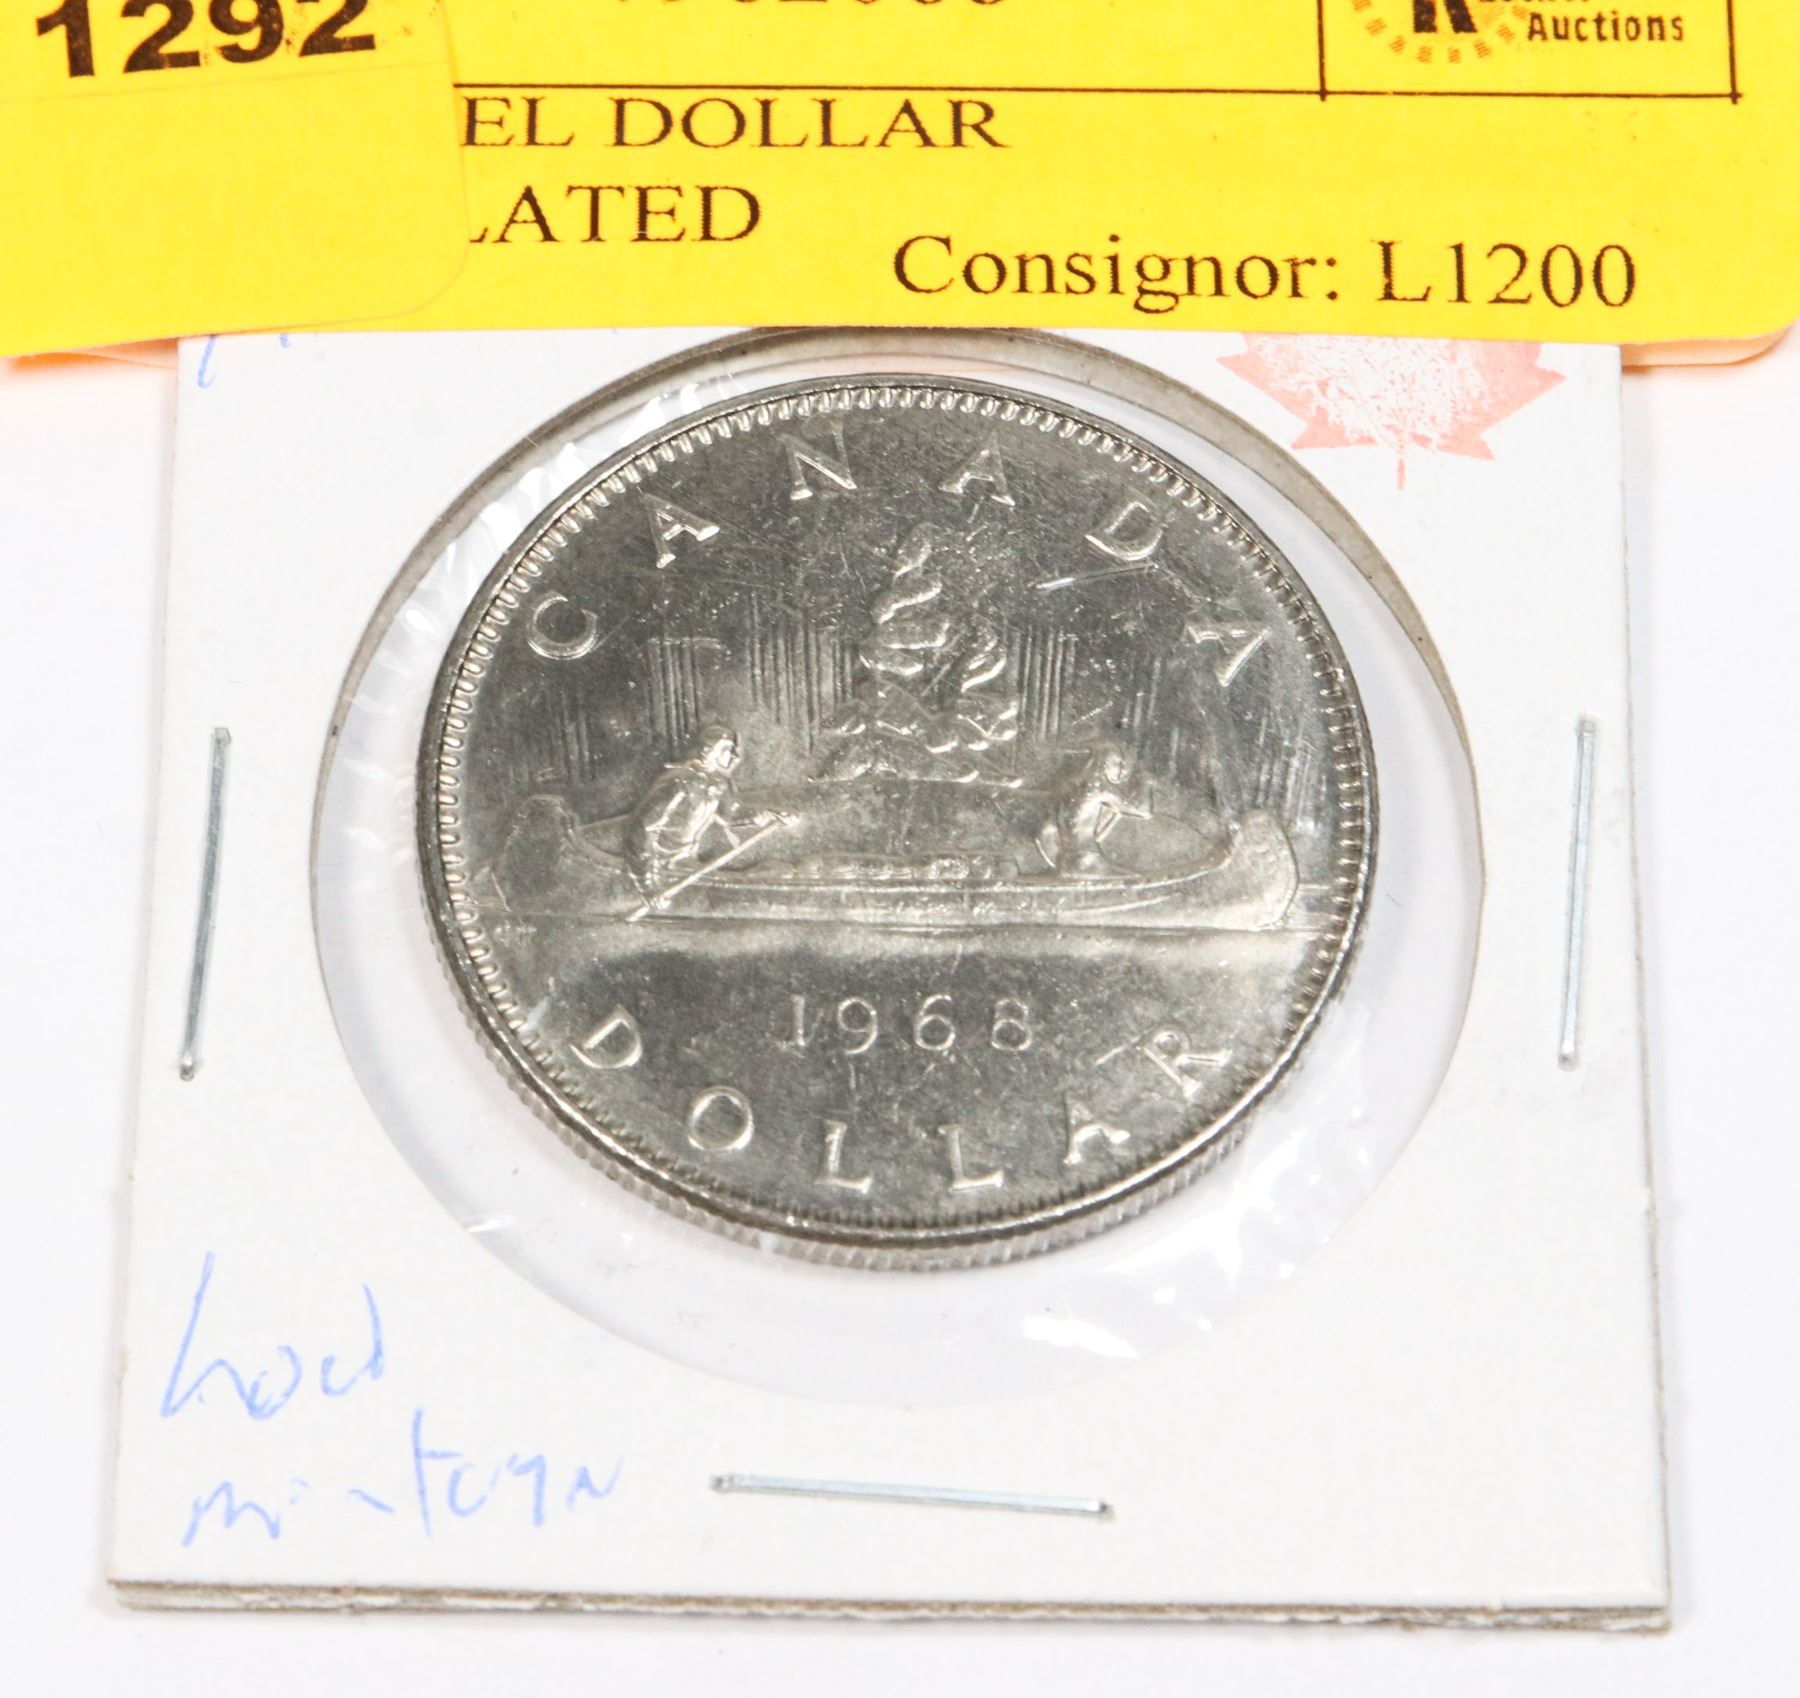 1292
Auctions
EL DOLLAR
LATED
Consignor: L1200
CANADA
1968
DOLLAR